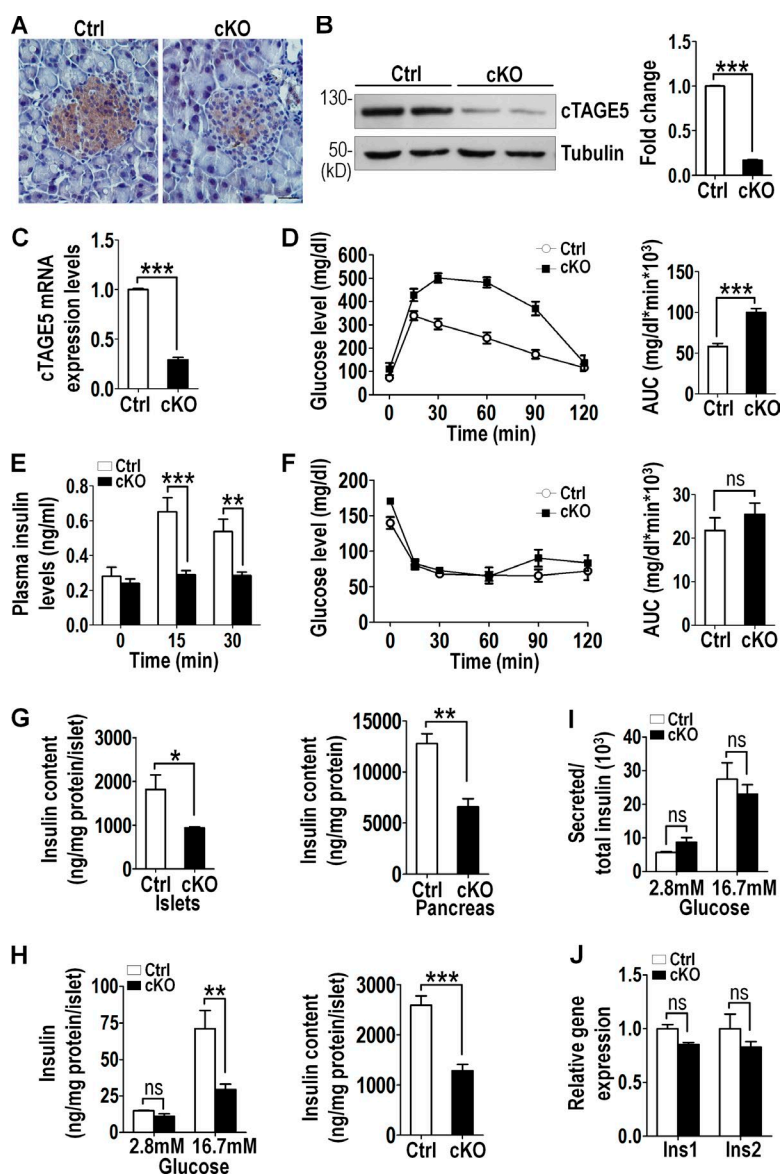 A
Ctrl
cKO
B
Ctrl
cKO
130-
cTAGE5
50-
Tubulin
(kD)
Fold change
1.0
0.5
0.0
***
Ctrl
cKO
C
cTAGE5 mRNA
expression levels
1.5
1.0
0.5
0.0
***
Ctrl
cKO
D
Glucose level (mg/dl)
600
500
400
300
200
100
0
Ctrl
cKO
0
30
60
90
120
Time (min)
AUC (mg/dl*min*10³)
150
100
50
0
***
Ctrl
cKO
E
Plasma insulin
levels (ng/ml)
Ctrl
cKO
0.8
0.6
0.4
0.2
0.0
***
**
0
15
30
Time (min)
F
Glucose level (mg/dl)
250
200
150
100
50
0
Ctrl
cKO
0
30
60
90
120
Time (min)
AUC (mg/dl*min*10³)
30
20
10
0
ns
Ctrl
cKO
G
Insulin content
(ng/mg protein/islet)
3000
2000
1000
0
*
Ctrl
cKO
Islets
Insulin content
(ng/mg protein)
15000
10000
5000
0
**
Ctrl
cKO
Pancreas
I
Secreted/
total insulin (10³)
Ctrl
cKO
40
30
20
10
0
ns
ns
2.8mM
16.7mM
Glucose
H
Insulin
(ng/mg protein/islet)
Ctrl
cKO
100
75
50
25
0
ns
**
2.8mM
16.7mM
Glucose
Insulin content
(ng/mg protein/islet)
3000
2000
1000
0
***
Ctrl
cKO
J
Relative gene
expression
Ctrl
cKO
1.5
1.0
0.5
0.0
ns
ns
Ins1
Ins2